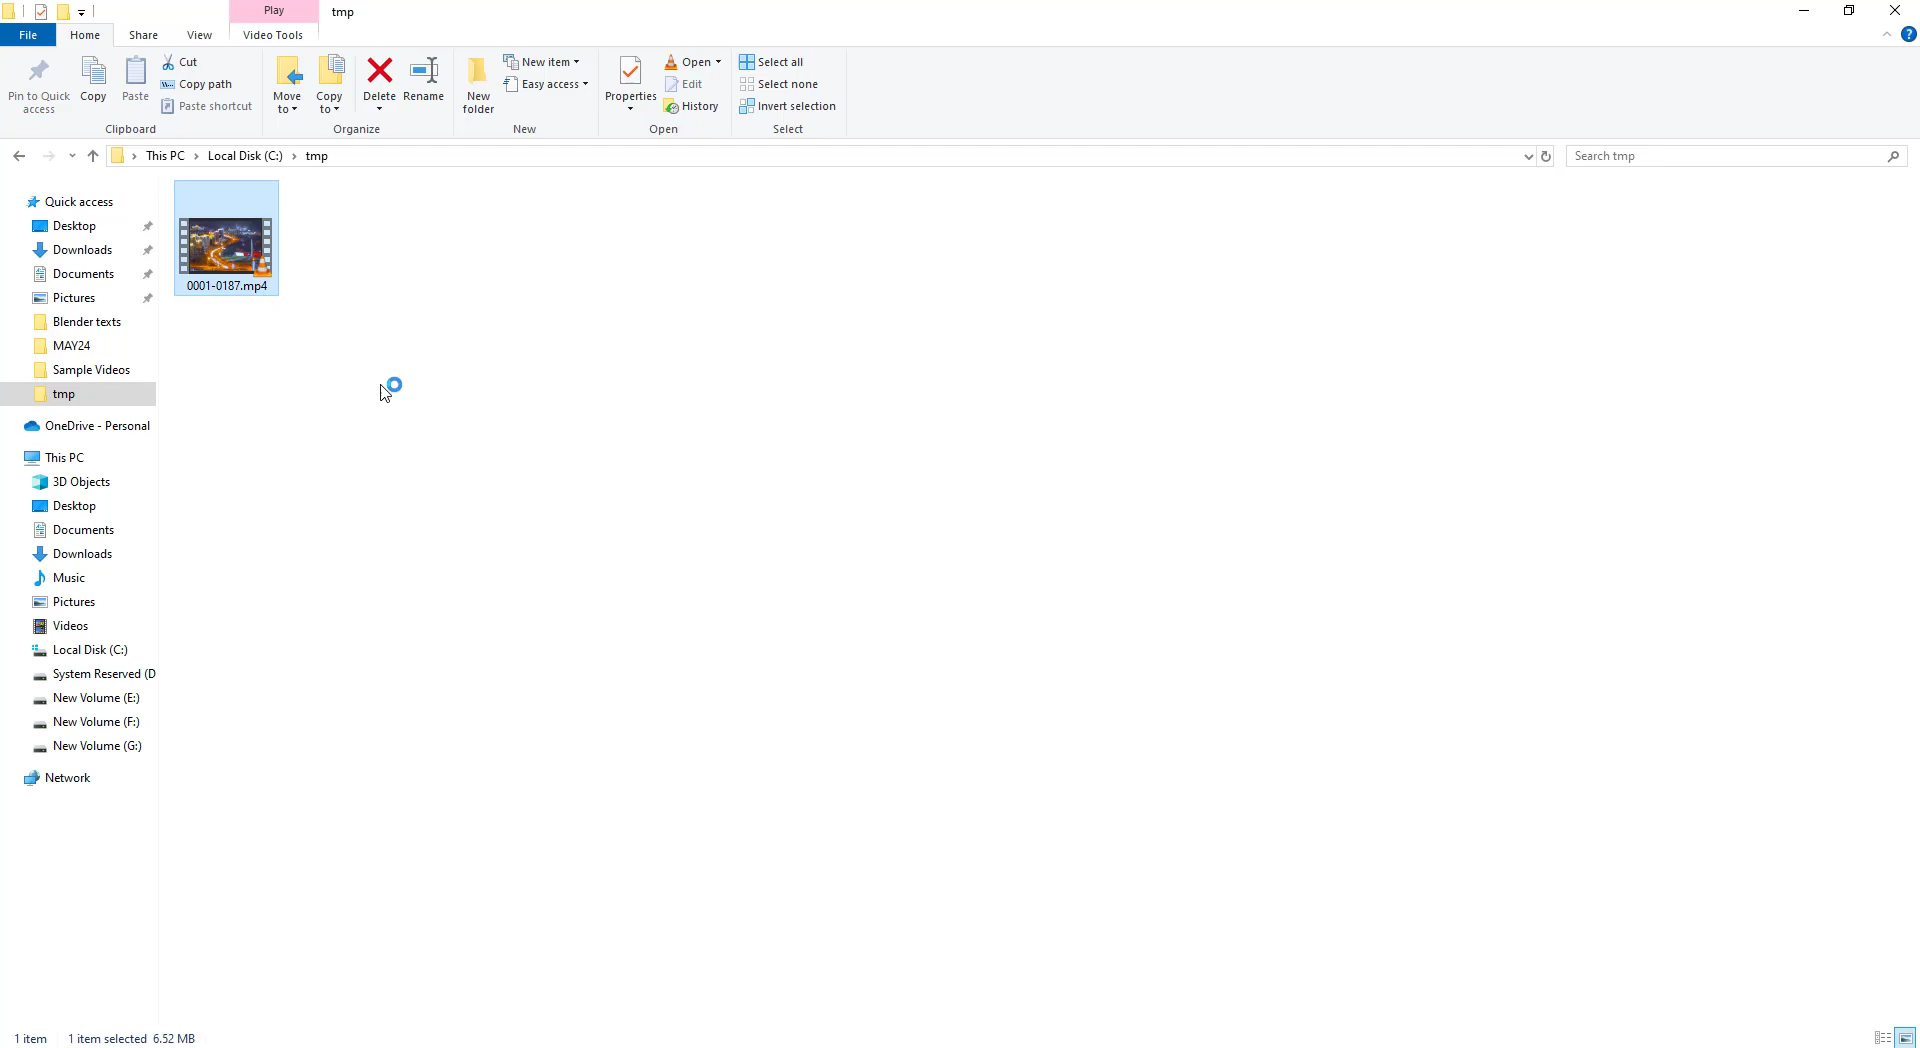 Play
tmp
File
Home
Share
View
Video Tools
Pin to Quick access
Copy
Paste
Cut
Copy path
Paste shortcut
Clipboard
Move to
Copy to
Delete
Rename
Organize
New folder
New item
Easy access
New
Properties
Open
Edit
History
Open
Select all
Select none
Invert selection
Select
This PC
Local Disk (C:)
tmp
Search tmp
Quick access
Desktop
Downloads
Documents
Pictures
Blender texts
MAY24
Sample Videos
tmp
OneDrive - Personal
This PC
3D Objects
Desktop
Documents
Downloads
Music
Pictures
Videos
Local Disk (C:)
System Reserved (D
New Volume (E:)
New Volume (F:)
New Volume (G:)
Network
0001-0187.mp4
1 item
1 item selected 6.52 MB